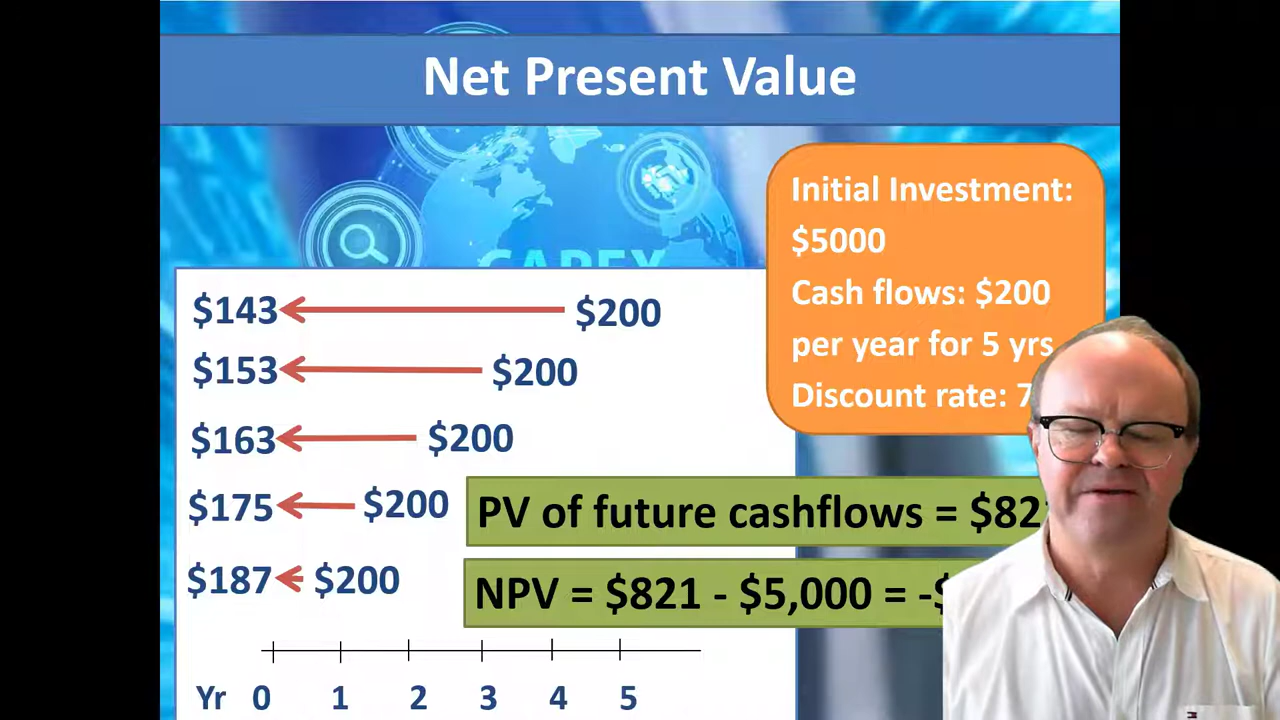 Net Present Value
Initial Investment:
$5000
Cash flows: $200
per year for 5 yrs
Discount rate: 7
CAPEX
$143 $200
$153 $200
$163 $200
$175 $200
PV of future cashflows = $82
$187 $200
NPV = $821 - $5,000 = -$
Yr 0 1 2 3 4 5